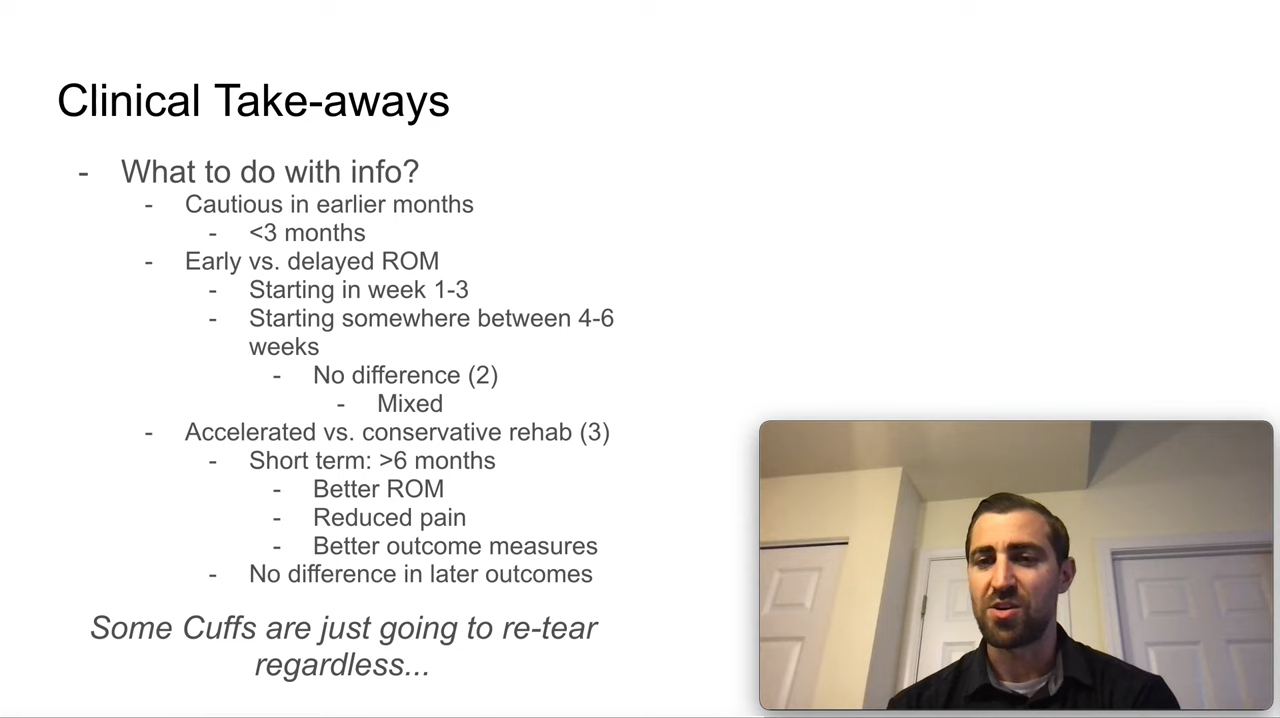 Clinical Take-aways
- What to do with info?
- Cautious in earlier months
- <3 months
- Early vs. delayed ROM
- Starting in week 1-3
- Starting somewhere between 4-6
weeks
- No difference (2)
- Mixed
- Accelerated vs. conservative rehab (3)
- Short term: >6 months
- Better ROM
- Reduced pain
- Better outcome measures
- No difference in later outcomes
Some Cuffs are just going to re-tear
regardless...